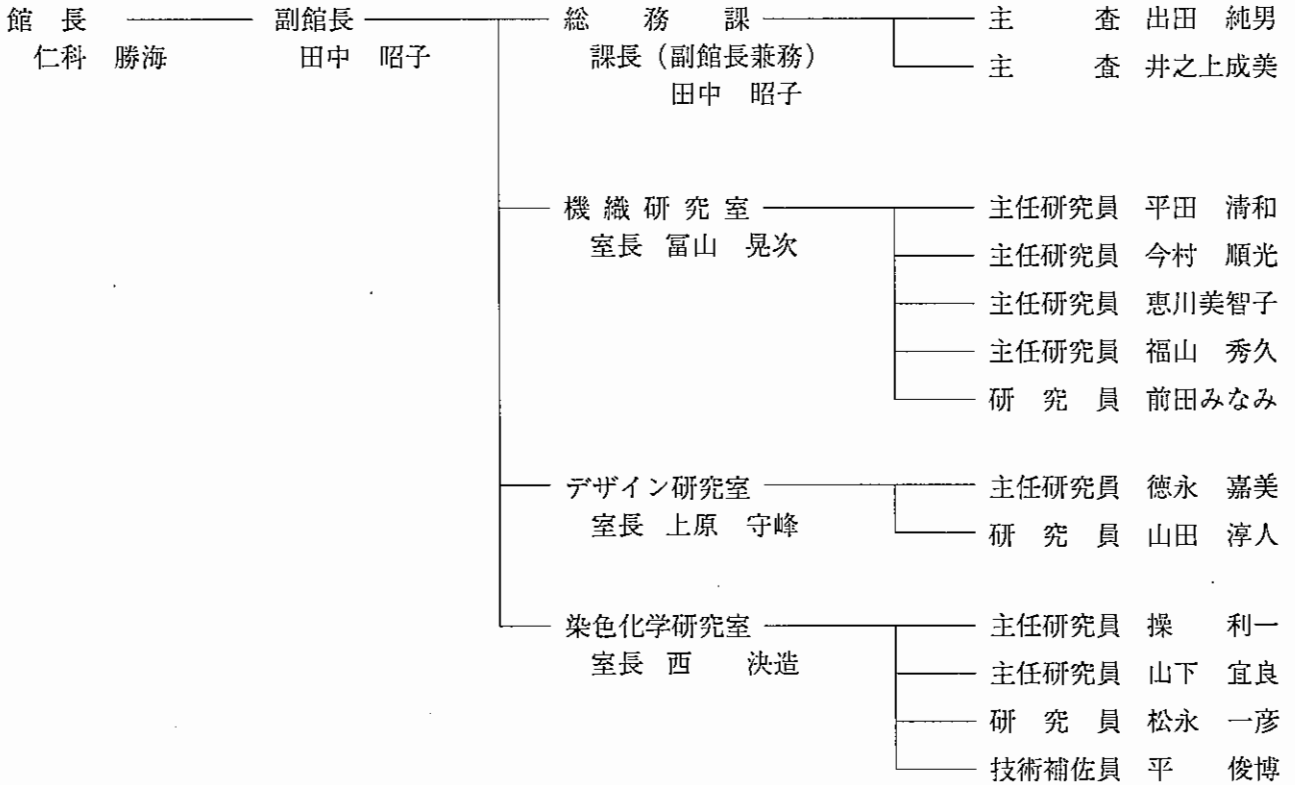 館長 副館長 総務課 主査 出田 純男
仁科 勝海 田中 昭子 課長（副館長兼務） 主査 井之上成美
田中 昭子
機織研究室 主任研究員 平田 清和
室長 冨山 晃次 主任研究員 今村 順光
主任研究員 恵川美智子
主任研究員 福山 秀久
研究員 前田みなみ
デザイン研究室 主任研究員 徳永 嘉美
室長 上原 守峰 研究員 山田 淳人
染色化学研究室 主任研究員 操 利一
室長 西 決造 主任研究員 山下 宜良
研究員 松永 一彦
技術補佐員 平 俊博